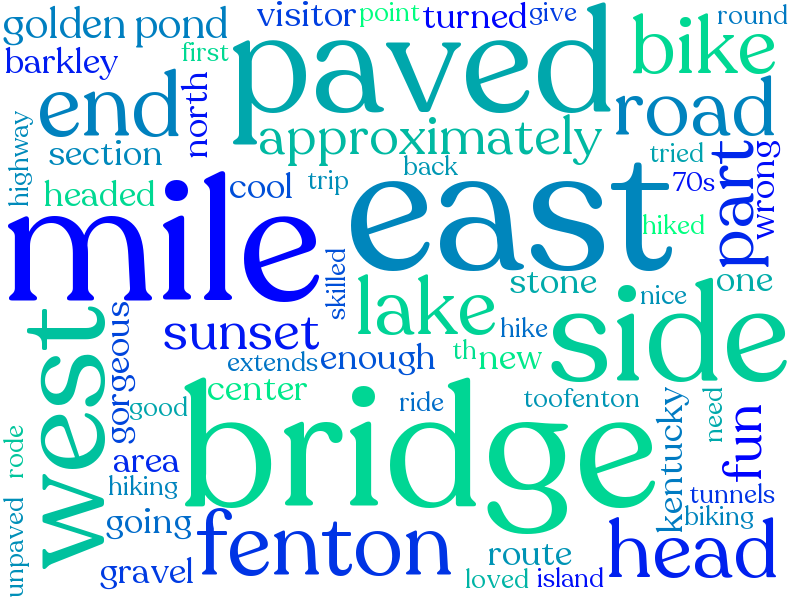 golden pond
visitor
point
turned
give
round
barkley
first
paved
bike
end
north
road
highway
section
approximately
back
tried
part
wrong
headed
cool
trip
70s
mile
east
hiked
skilled
lake
stone
one
nice
side
west
gorgeous
sunset
hike
extends
enough
th
new
center
good
ride
toofenton
kentucky
need
fun
bridge
rode
area
hiking
tunnels
unpaved
going
fenton
biking
gravel
route
head
loved
island